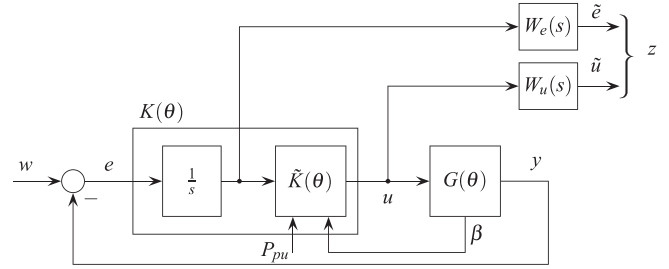 W_e(s)
ẽ
z
W_u(s)
ũ
K(θ)
w
e
1/s
K̃(θ)
G(θ)
y
−
u
P_pu
β